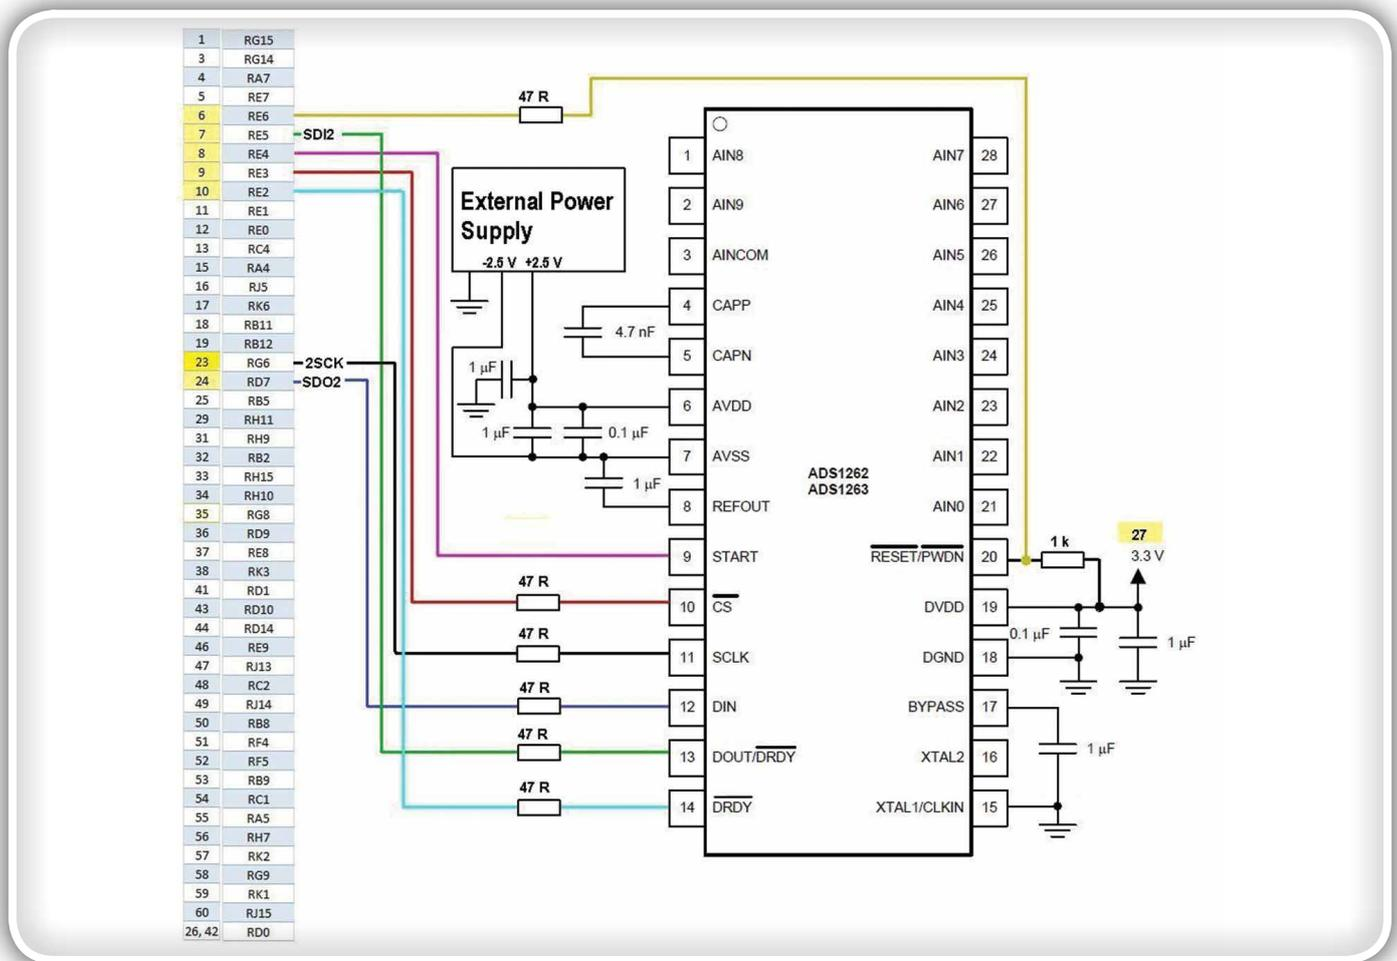 1 RG15
3 RG14
4 RA7
5 RE7
6 RE6
7 RE5
8 RE4
9 RE3
10 RE2
11 RE1
12 RE0
13 RC4
15 RA4
16 RJ5
17 RK6
18 RB11
19 RB12
23 RG6
24 RD7
25 RB5
29 RH11
31 RH9
32 RB2
33 RH15
34 RH10
35 RG8
36 RD9
37 RE8
38 RK3
41 RD1
43 RD10
44 RD14
46 RE9
47 RJ13
48 RC2
49 RJ14
50 RB8
51 RF4
52 RF5
53 RB9
54 RC1
55 RA5
56 RH7
57 RK2
58 RG9
59 RK1
60 RJ15
26, 42 RD0
SDI2
2SCK
SDO2
47 R
External Power
Supply
-2.5 V +2.5 V
4.7 nF
1 µF
1 µF
0.1 µF
1 µF
47 R
47 R
47 R
47 R
47 R
1 AIN8
2 AIN9
3 AINCOM
4 CAPP
5 CAPN
6 AVDD
7 AVSS
8 REFOUT
9 START
10 CS
11 SCLK
12 DIN
13 DOUT/DRDY
14 DRDY
ADS1262
ADS1263
AIN7 28
AIN6 27
AIN5 26
AIN4 25
AIN3 24
AIN2 23
AIN1 22
AIN0 21
RESET/PWDN 20
DVDD 19
DGND 18
BYPASS 17
XTAL2 16
XTAL1/CLKIN 15
1 k
27
3.3 V
0.1 µF
1 µF
1 µF